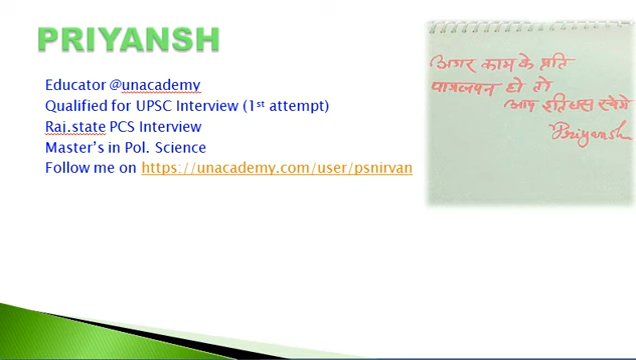 PRIYANSH
Educator @unacademy
Qualified for UPSC Interview (1st attempt)
Raj.state PCS Interview
Master's in Pol. Science
Follow me on https://unacademy.com/user/psnirvan
अगर काम के प्रति
पागलपन हो तो
आप इतिहास रचेगे
Priyansh